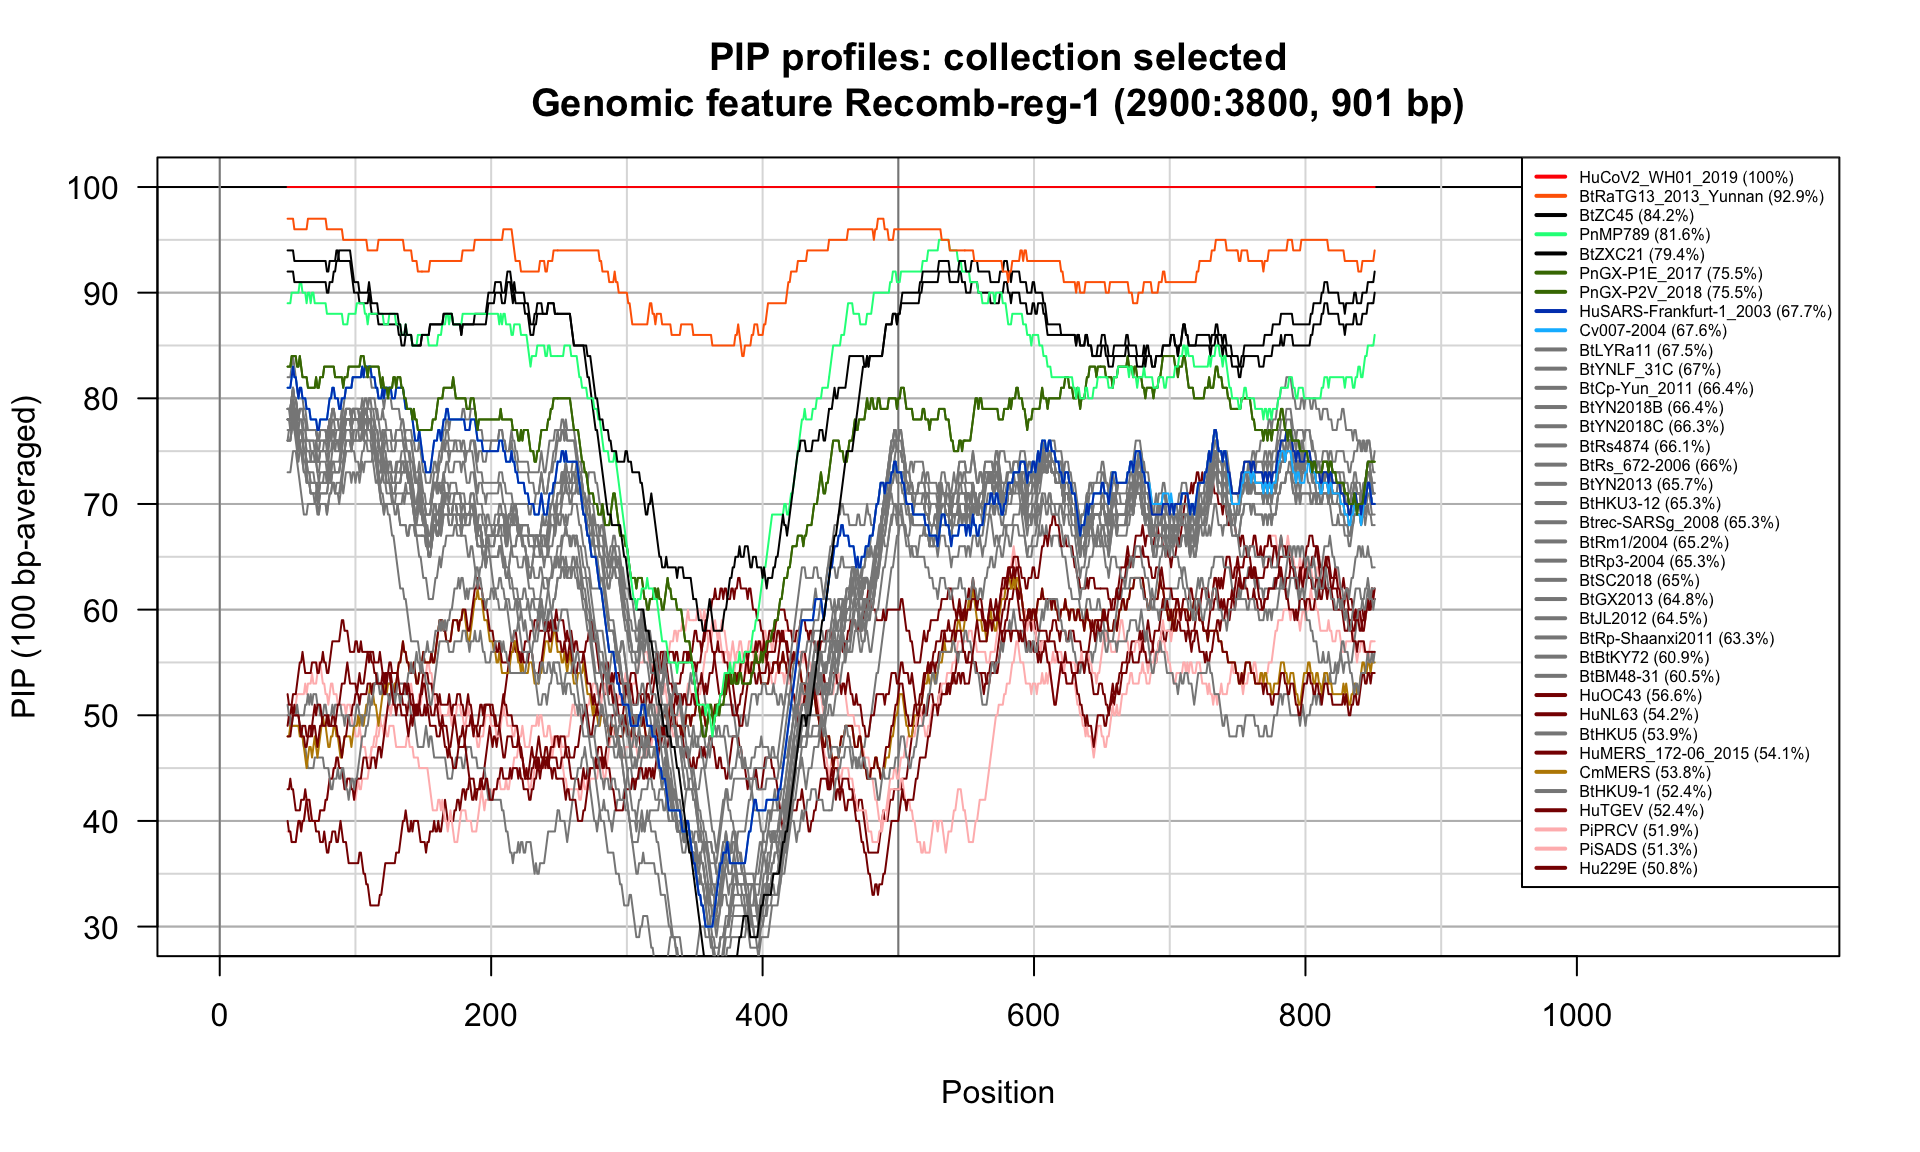 PIP profiles: collection selected
Genomic feature Recomb-reg-1 (2900:3800, 901 bp)
PIP (100 bp-averaged)
100
90
80
70
60
50
40
30
HuCoV2_WH01_2019 (100%)
BtRaTG13_2013_Yunnan (92.9%)
BtZC45 (84.2%)
PnMP789 (81.6%)
BtZXC21 (79.4%)
PnGX-P1E_2017 (75.5%)
PnGX-P2V_2018 (75.5%)
HuSARS-Frankfurt-1_2003 (67.7%)
Cv007-2004 (67.6%)
BtLYRa11 (67.5%)
BtYNLF_31C (67%)
BtCp-Yun_2011 (66.4%)
BtYN2018B (66.4%)
BtYN2018C (66.3%)
BtRs4874 (66.1%)
BtRs_672-2006 (66%)
BtYN2013 (65.7%)
BtHKU3-12 (65.3%)
Btrec-SARSg_2008 (65.3%)
BtRm1/2004 (65.2%)
BtRp3-2004 (65.3%)
BtSC2018 (65%)
BtGX2013 (64.8%)
BtJL2012 (64.5%)
BtRp-Shaanxi2011 (63.3%)
BtBtKY72 (60.9%)
BtBM48-31 (60.5%)
HuOC43 (56.6%)
HuNL63 (54.2%)
BtHKU5 (53.9%)
HuMERS_172-06_2015 (54.1%)
CmMERS (53.8%)
BtHKU9-1 (52.4%)
HuTGEV (52.4%)
PiPRCV (51.9%)
PiSADS (51.3%)
Hu229E (50.8%)
0
200
400
600
800
1000
Position